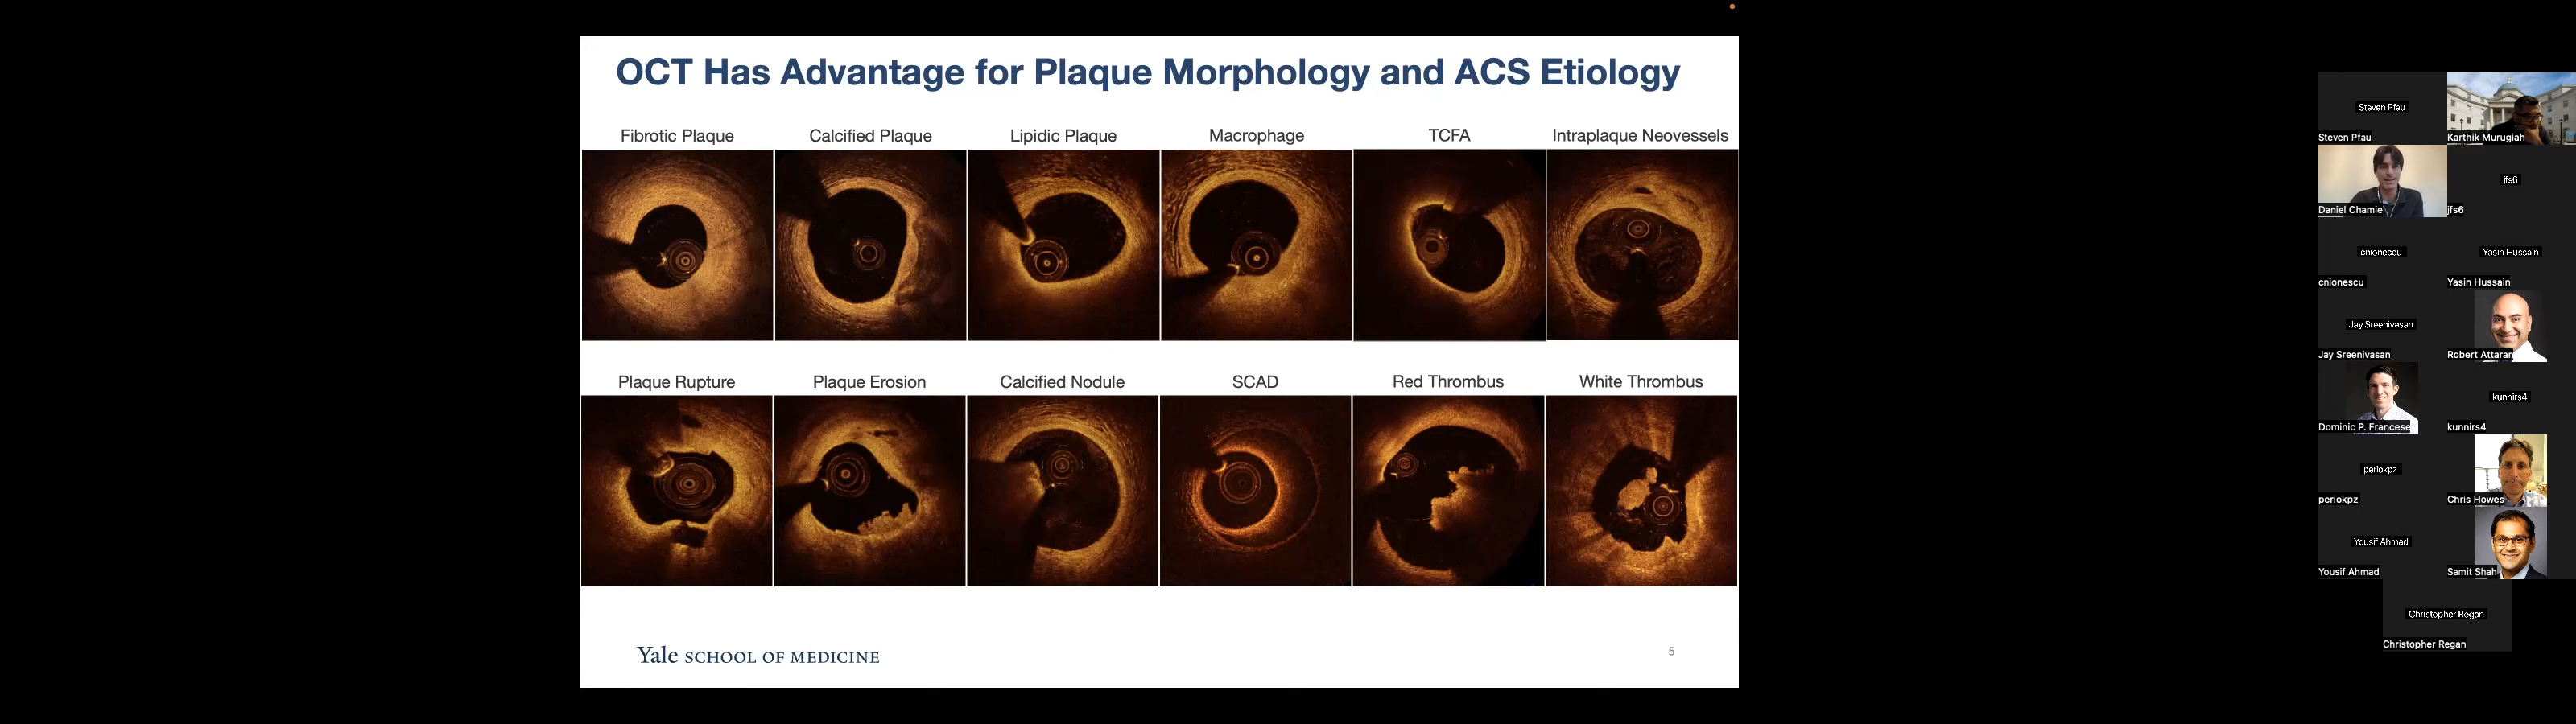 OCT Has Advantage for Plaque Morphology and ACS Etiology
Fibrotic Plaque
Calcified Plaque
Lipidic Plaque
Macrophage
TCFA
Intraplaque Neovessels
Plaque Rupture
Plaque Erosion
Calcified Nodule
SCAD
Red Thrombus
White Thrombus
Yale SCHOOL OF MEDICINE
5
Steven Pfau
Steven Pfau
Karthik Murugiah
Daniel Chamie
jfs6
jfs6
cnionescu
cnionescu
Yasin Hussain
Yasin Hussain
Jay Sreenivasan
Jay Sreenivasan
Robert Attaran
Dominic P. Francese
kunnirs4
kunnirs4
periokpz
periokpz
Chris Howes
Yousif Ahmad
Yousif Ahmad
Samit Shah
Christopher Regan
Christopher Regan